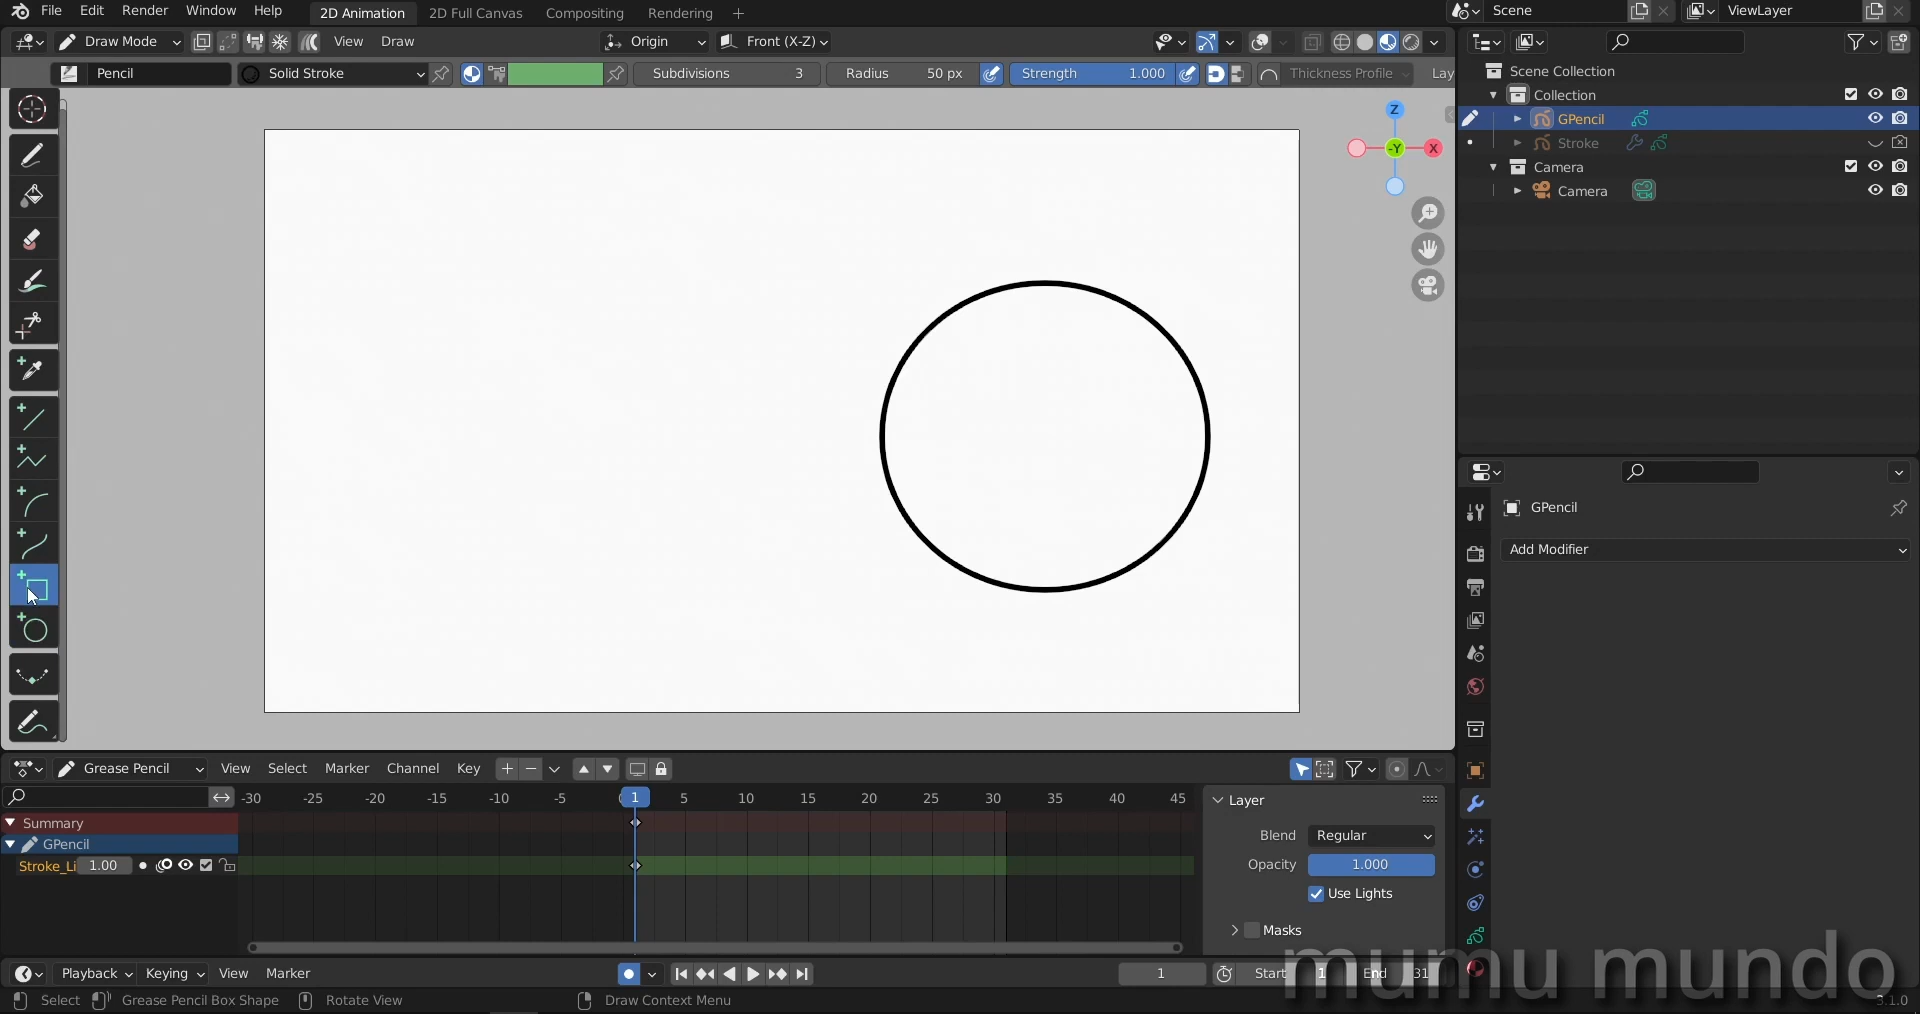 File Edit Render Window Help 2D Animation 2D Full Canvas Compositing Rendering + Scene ViewLayer
Draw Mode View Draw Origin Front (X-Z)
Pencil Solid Stroke Subdivisions 3 Radius 50 px Strength 1.000 Thickness Profile Lay
Scene Collection
Collection
GPencil
Stroke
Camera
Camera
Z
-Y X
GPencil
Add Modifier
Grease Pencil View Select Marker Channel Key
-30 -25 -20 -15 -10 -5 1 5 10 15 20 25 30 35 40 45
Summary
GPencil
Stroke_Li 1.00
Layer
Blend Regular
Opacity 1.000
Use Lights
Masks
Playback Keying View Marker 1 Start 1 End 31
Select Grease Pencil Box Shape Rotate View Draw Context Menu 3.1.0
mumu mundo